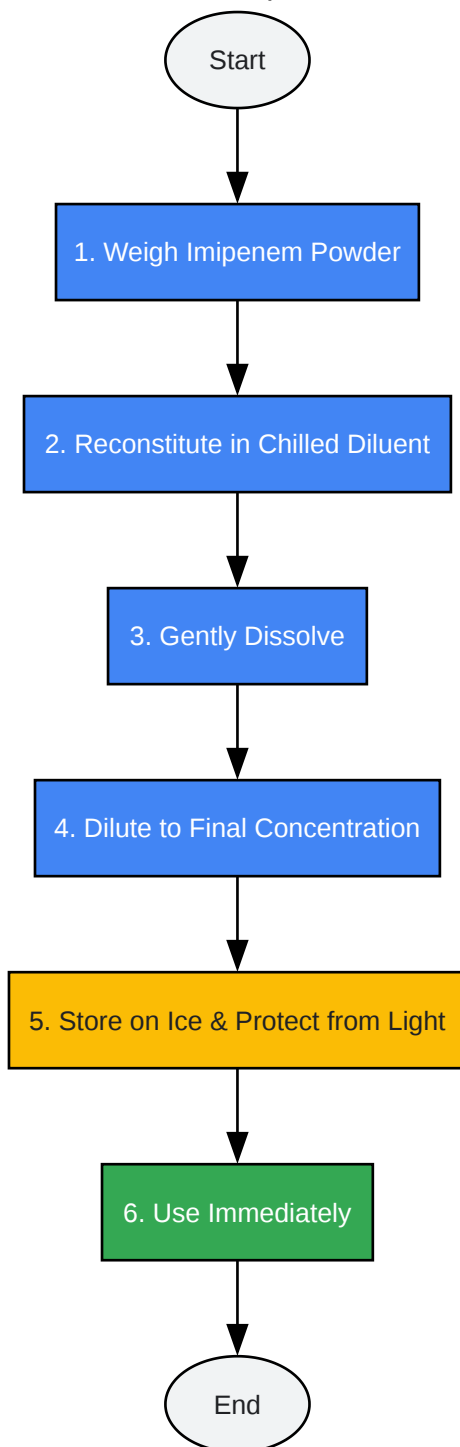 Start
1. Weigh Imipenem Powder
2. Reconstitute in Chilled Diluent
3. Gently Dissolve
4. Dilute to Final Concentration
5. Store on Ice & Protect from Light
6. Use Immediately
End